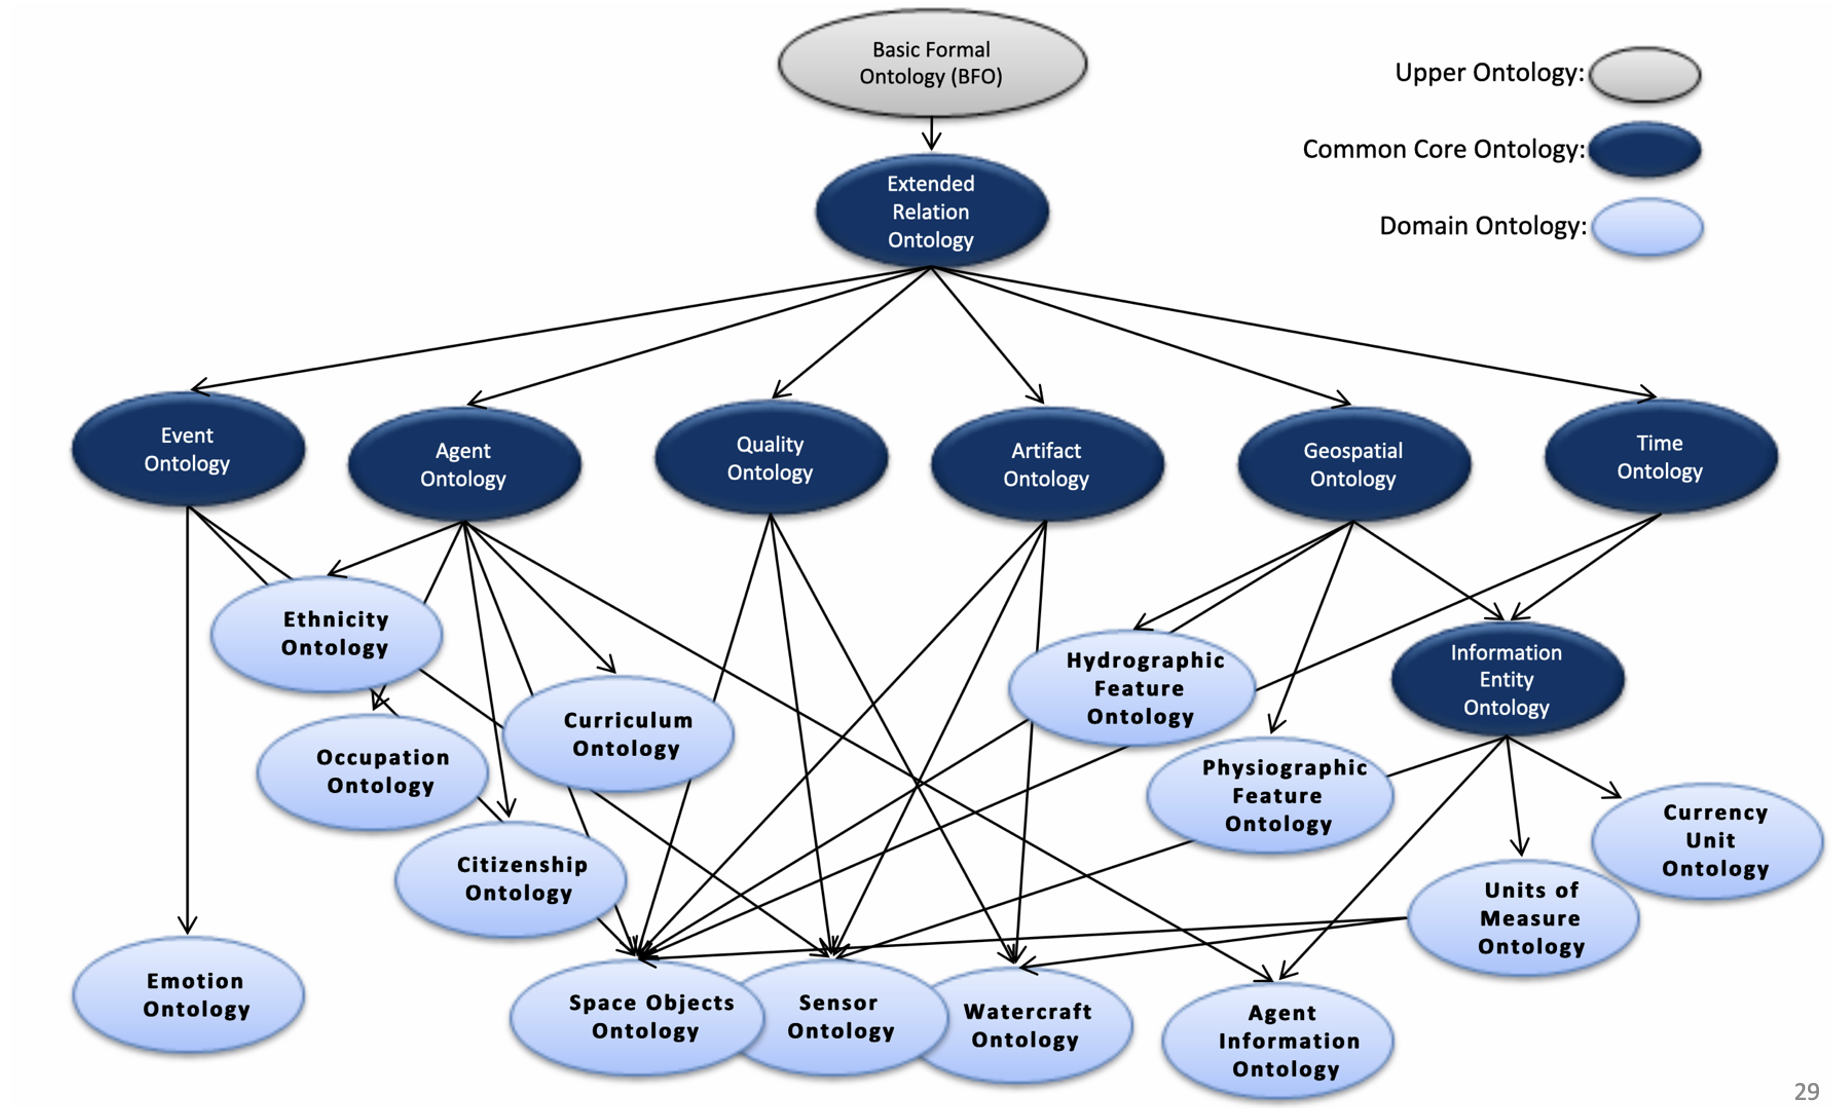 Basic Formal
Ontology (BFO)
Upper Ontology:
Common Core Ontology:
Domain Ontology:
Extended
Relation
Ontology
Event
Ontology
Agent
Ontology
Quality
Ontology
Artifact
Ontology
Geospatial
Ontology
Time
Ontology
Ethnicity
Ontology
Hydrographic
Feature
Ontology
Information
Entity
Ontology
Curriculum
Ontology
Occupation
Ontology
Physiographic
Feature
Ontology
Currency
Unit
Ontology
Citizenship
Ontology
Units of
Measure
Ontology
Emotion
Ontology
Space Objects
Ontology
Sensor
Ontology
Watercraft
Ontology
Agent
Information
Ontology
29